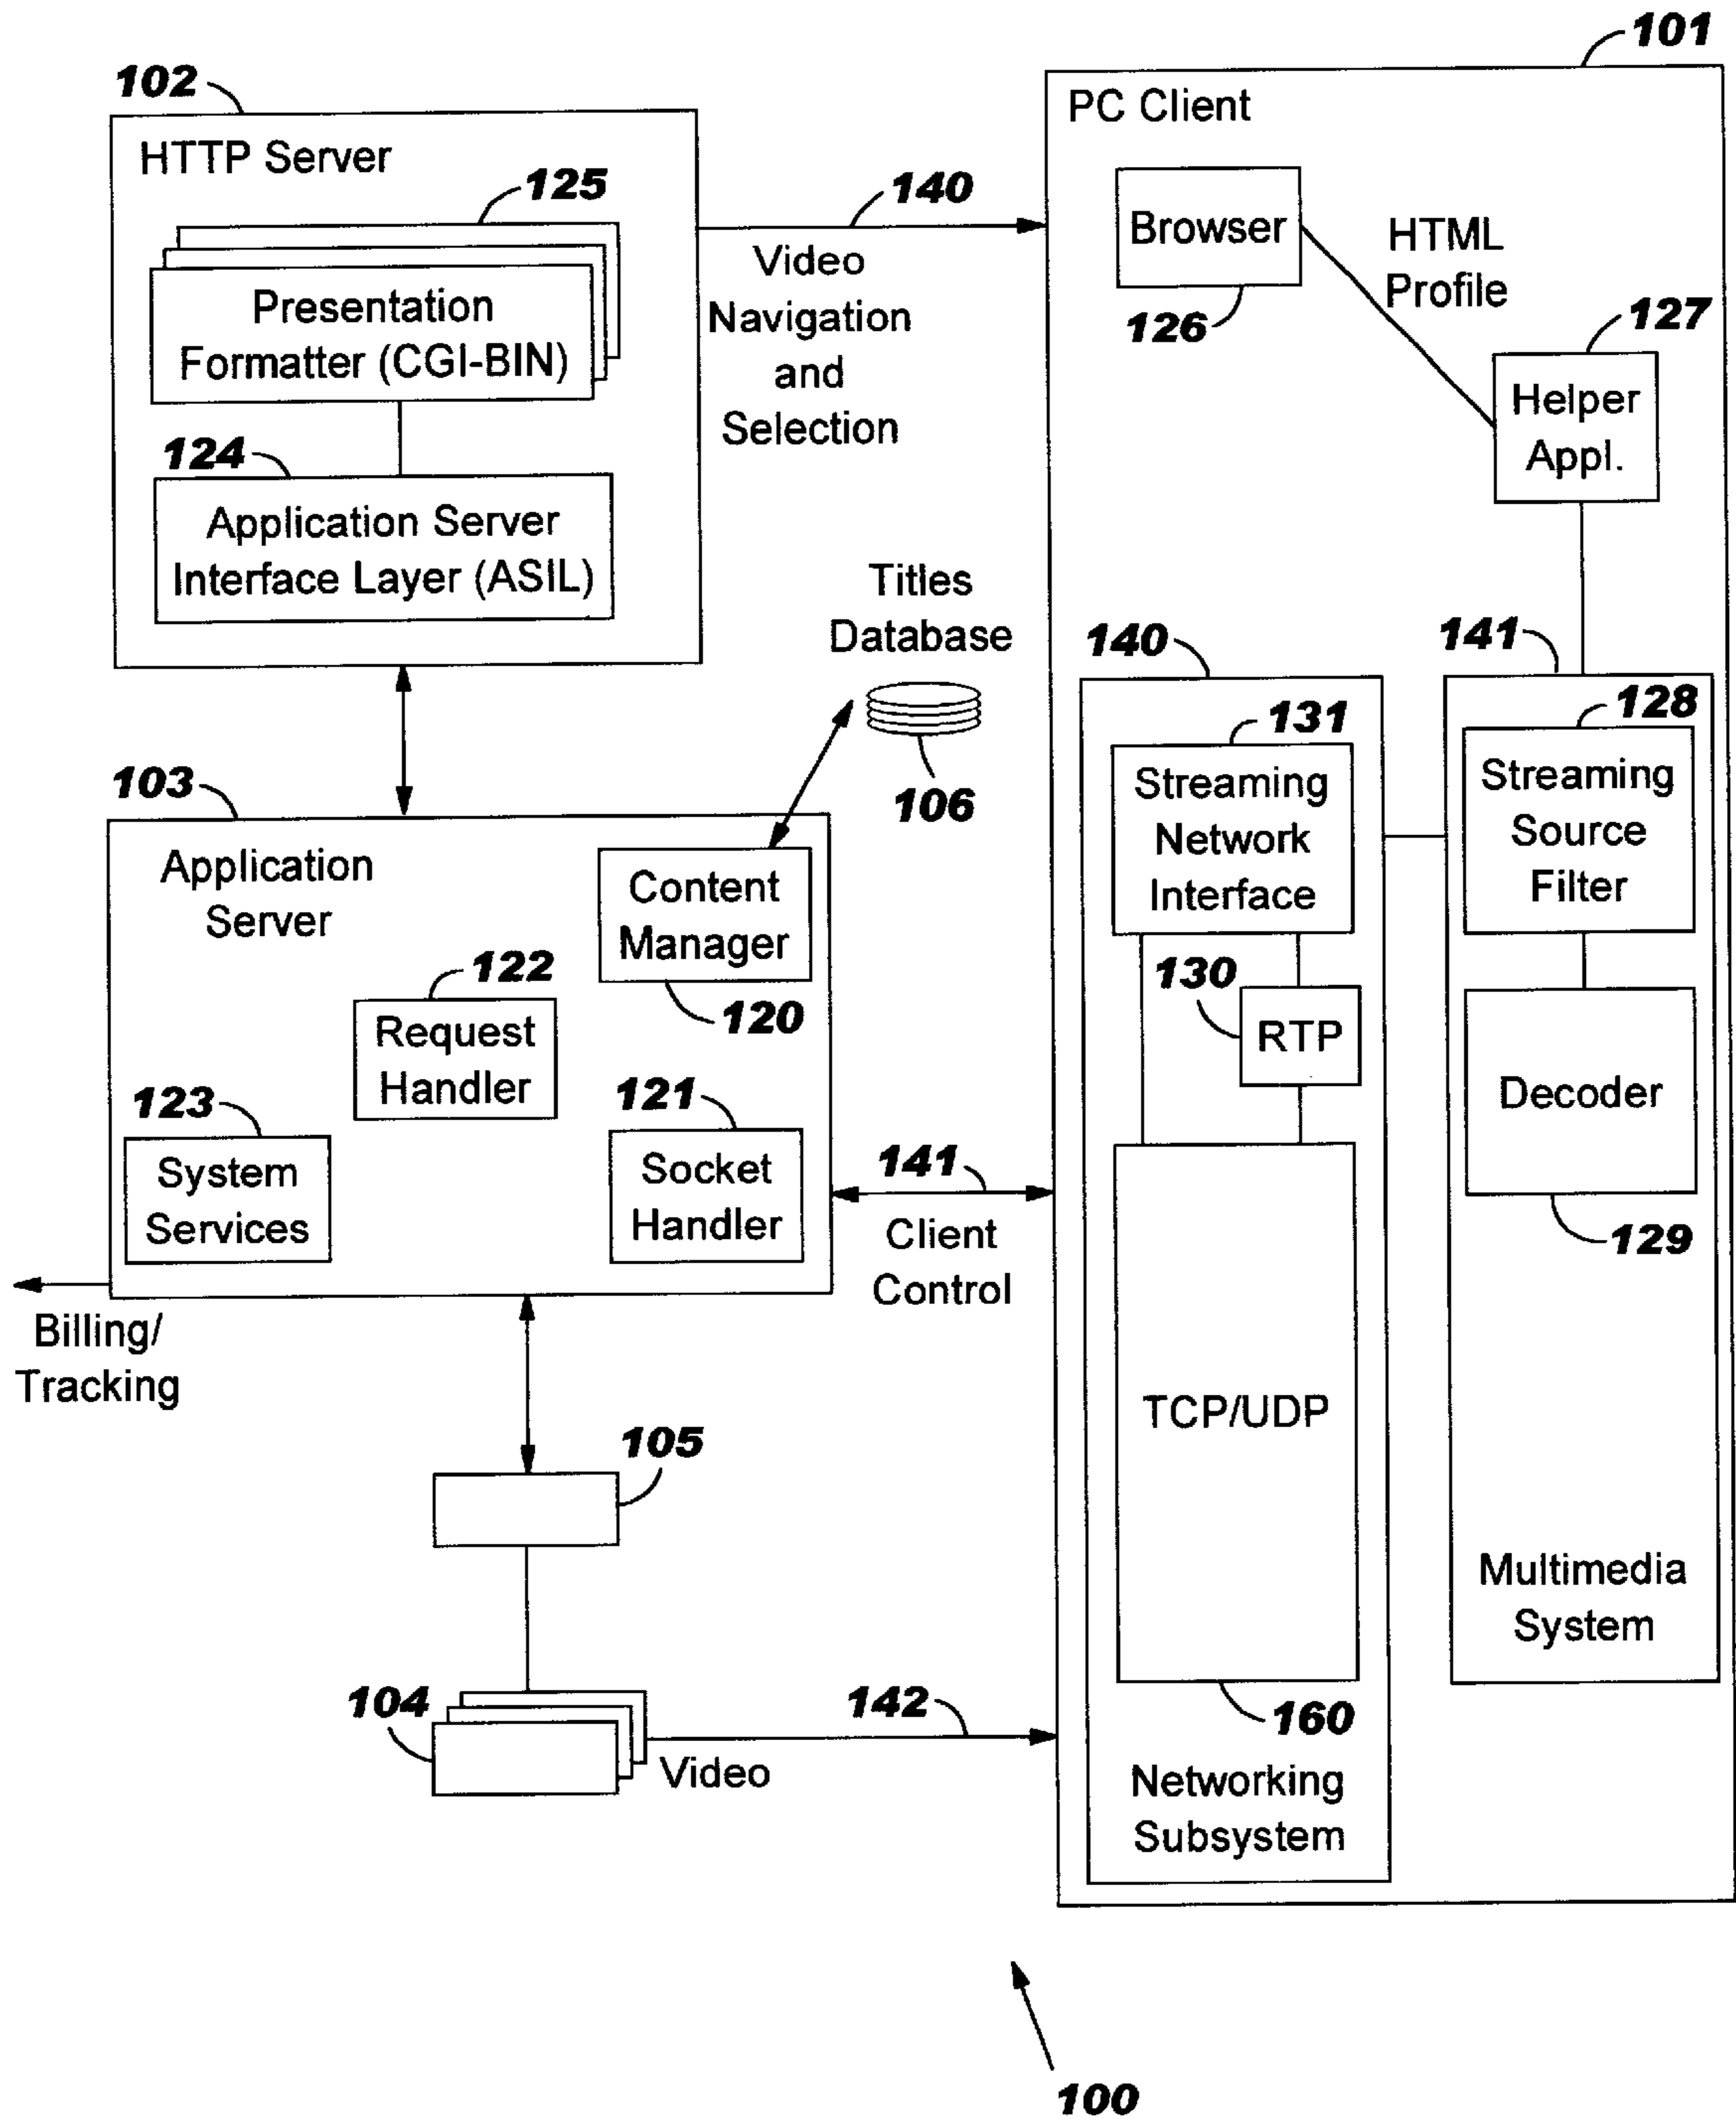 101
102
PC Client
HTTP Server
125
140
Browser
HTML
Profile
126
127
Video
Navigation
and
Selection
Presentation
Formatter (CGI-BIN)
Helper
Appl.
124
Application Server
Interface Layer (ASIL)
Titles
Database
106
140
141
131
128
Streaming
Network
Interface
Streaming
Source
Filter
103
Application
Server
Content
Manager
120
122
Request
Handler
130
RTP
Decoder
129
123
System
Services
121
Socket
Handler
141
Client
Control
Billing/
Tracking
TCP/UDP
105
Multimedia
System
104
142
Video
160
Networking
Subsystem
100